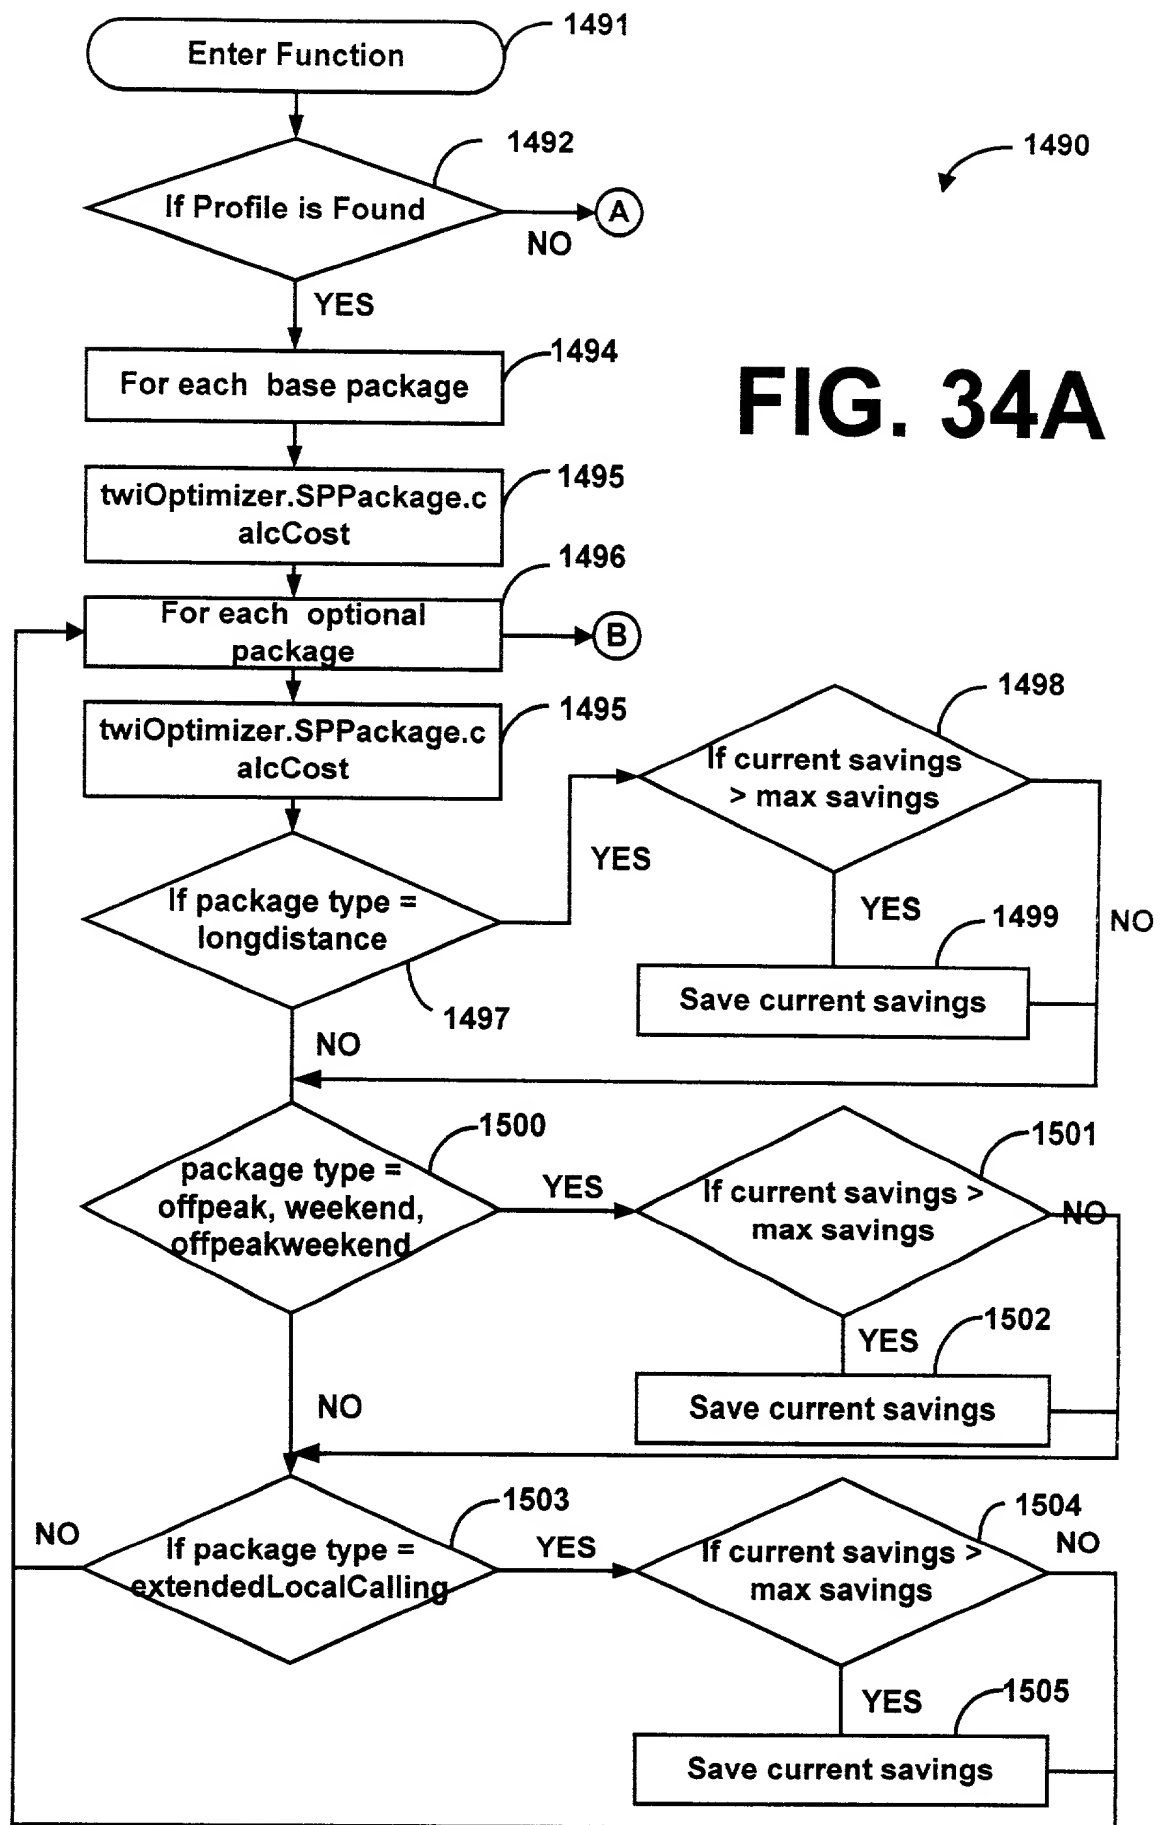 Enter Function
1491
1492
1490
If Profile is Found
A
NO
YES
1494
For each base package
FIG. 34A
1495
twiOptimizer.SPPackage.c
alcCost
1496
For each optional
package
B
1495
twiOptimizer.SPPackage.c
alcCost
1498
If current savings
> max savings
YES
If package type =
longdistance
YES
1499
NO
Save current savings
1497
NO
1500
package type =
offpeak, weekend,
offpeakweekend
YES
1501
If current savings >
max savings
NO
YES
1502
Save current savings
NO
1503
NO
If package type =
extendedLocalCalling
YES
1504
If current savings >
max savings
NO
YES
1505
Save current savings